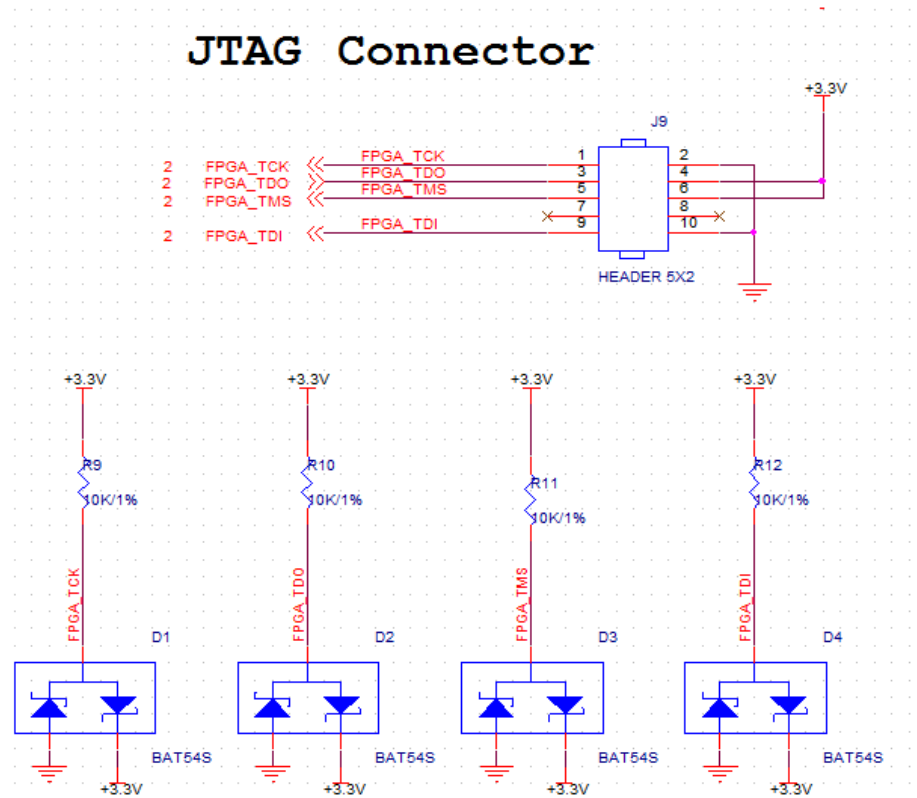 JTAG Connector
+3.3V
J9
2 FPGA_TCK FPGA_TCK 1 2
2 FPGA_TDO FPGA_TDO 3 4
2 FPGA_TMS FPGA_TMS 5 6
7 8
2 FPGA_TDI FPGA_TDI 9 10
HEADER 5X2
+3.3V +3.3V +3.3V +3.3V
R9 R10 R11 R12
10K/1% 10K/1% 10K/1% 10K/1%
FPGA_TCK FPGA_TDO FPGA_TMS FPGA_TDI
D1 D2 D3 D4
BAT54S BAT54S BAT54S BAT54S
+3.3V +3.3V +3.3V +3.3V